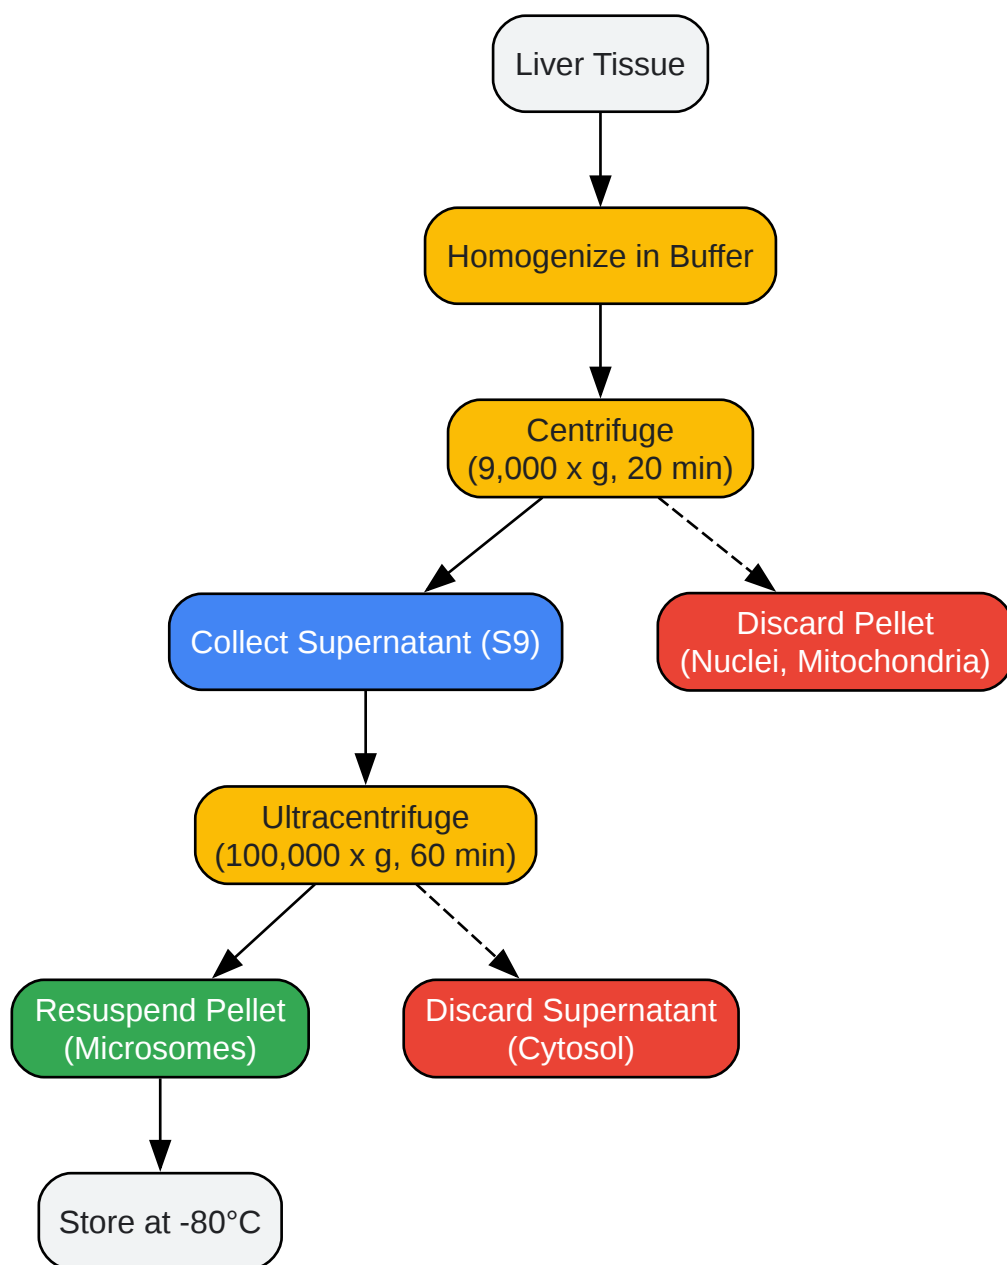 Liver Tissue
Homogenize in Buffer
Centrifuge
(9,000 x g, 20 min)
Collect Supernatant (S9)
Discard Pellet
(Nuclei, Mitochondria)
Ultracentrifuge
(100,000 x g, 60 min)
Resuspend Pellet
(Microsomes)
Discard Supernatant
(Cytosol)
Store at -80°C